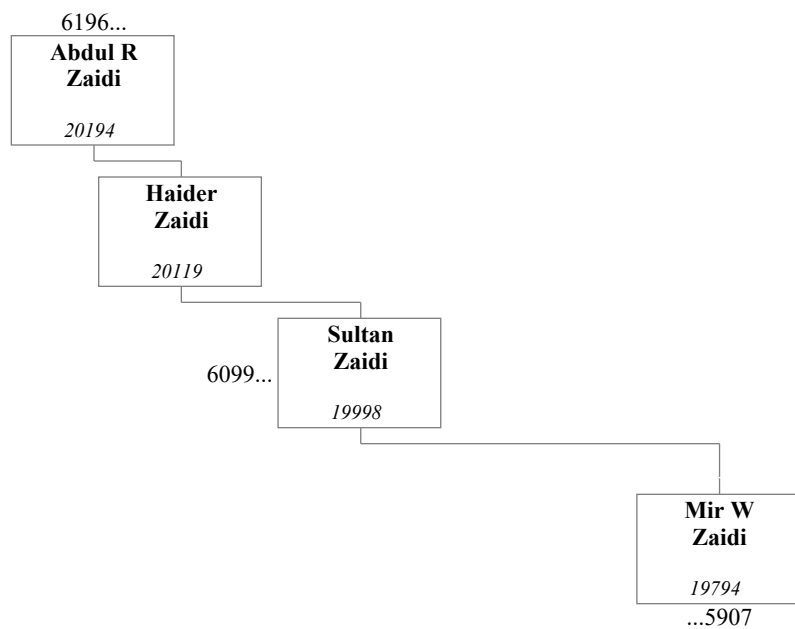 6196...
Abdul R
Zaidi
20194
Haider
Zaidi
20119
Sultan
Zaidi
6099...
19998
Mir W
Zaidi
19794
...5907